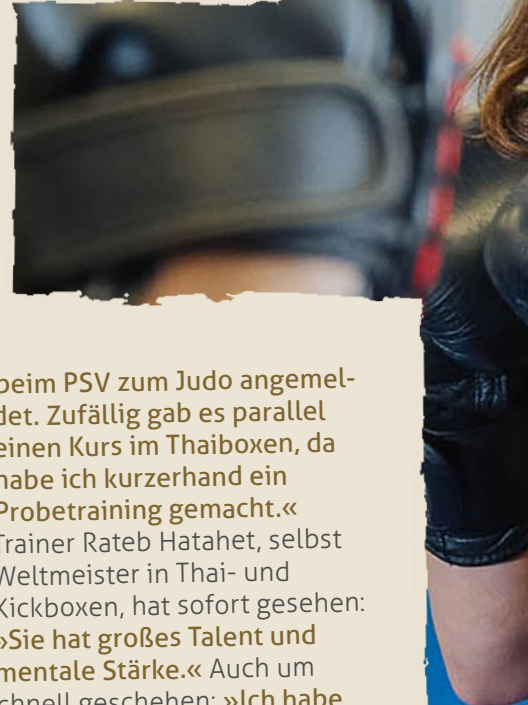 beim PSV zum Judo angemel-
det. Zufällig gab es parallel
einen Kurs im Thaiboxen, da
habe ich kurzerhand ein
Probetraining gemacht.«
Trainer Rateb Hatahet, selbst
Weltmeister in Thai- und
Kickboxen, hat sofort gesehen:
»Sie hat großes Talent und
mentale Stärke.« Auch um
schnell geschehen: »Ich habe